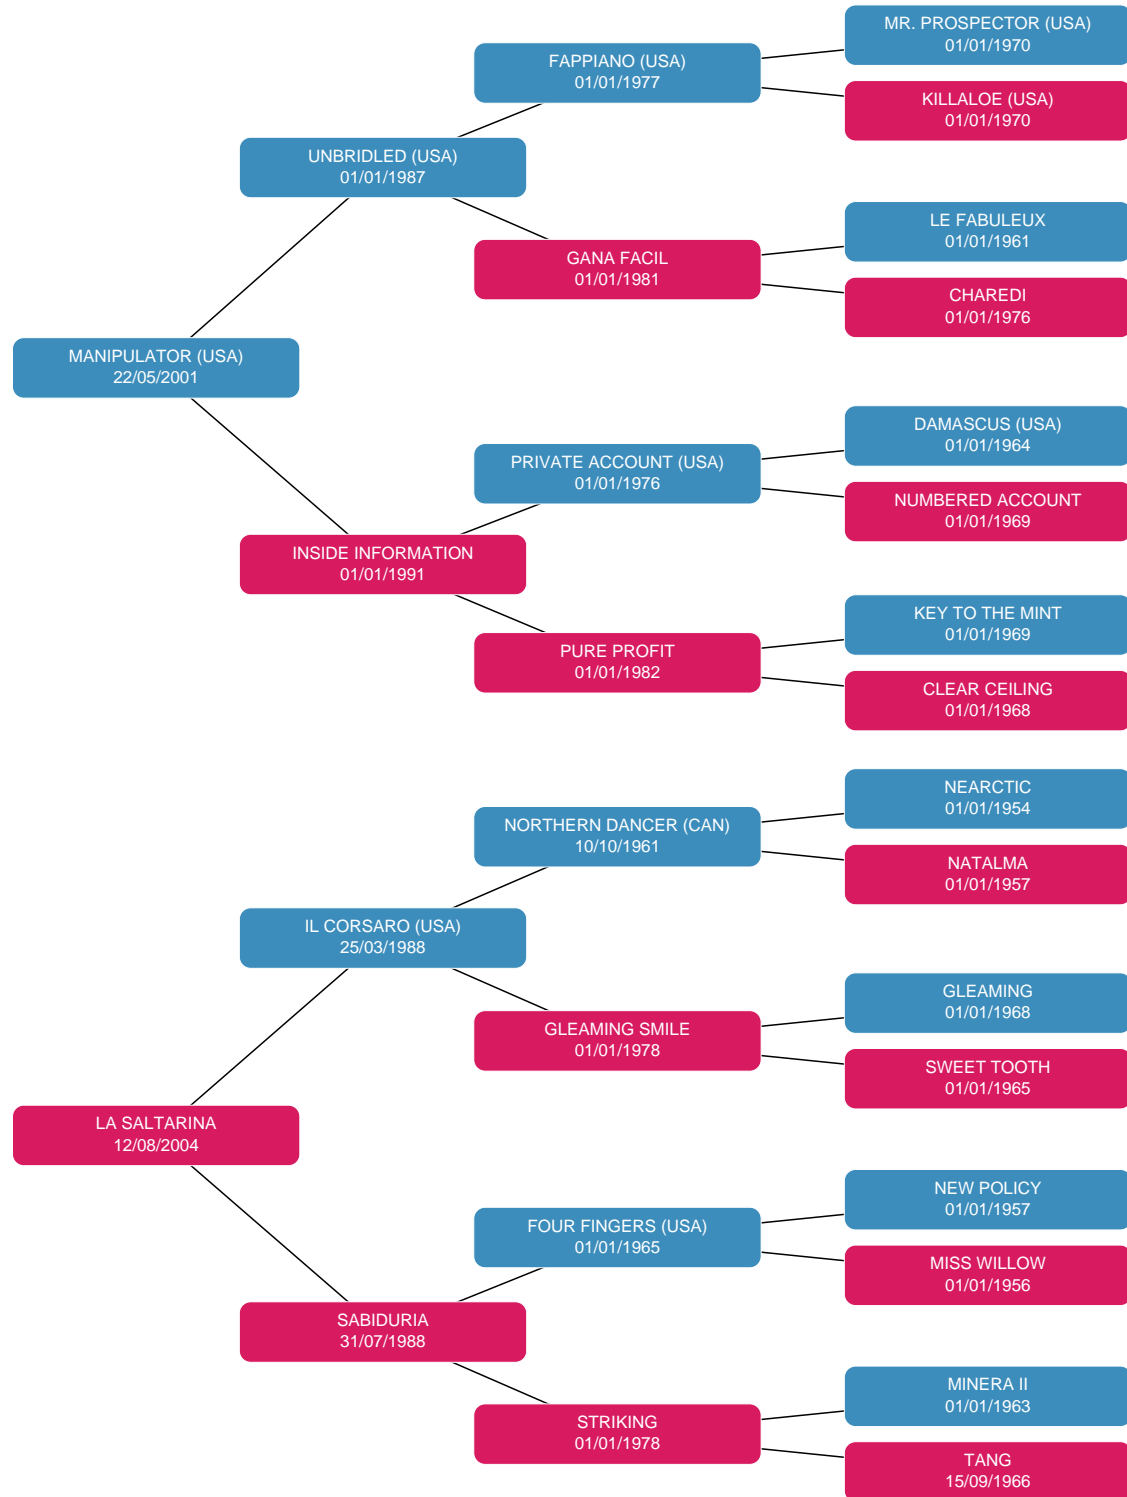 MR. PROSPECTOR (USA)
01/01/1970
FAPPIANO (USA)
01/01/1977
KILLALOE (USA)
01/01/1970
UNBRIDLED (USA)
01/01/1987
LE FABULEUX
01/01/1961
GANA FACIL
01/01/1981
CHAREDI
01/01/1976
MANIPULATOR (USA)
22/05/2001
DAMASCUS (USA)
01/01/1964
PRIVATE ACCOUNT (USA)
01/01/1976
NUMBERED ACCOUNT
01/01/1969
INSIDE INFORMATION
01/01/1991
KEY TO THE MINT
01/01/1969
PURE PROFIT
01/01/1982
CLEAR CEILING
01/01/1968
NEARCTIC
01/01/1954
NORTHERN DANCER (CAN)
10/10/1961
NATALMA
01/01/1957
IL CORSARO (USA)
25/03/1988
GLEAMING
01/01/1968
GLEAMING SMILE
01/01/1978
SWEET TOOTH
01/01/1965
LA SALTARINA
12/08/2004
NEW POLICY
01/01/1957
FOUR FINGERS (USA)
01/01/1965
MISS WILLOW
01/01/1956
SABIDURIA
31/07/1988
MINERA II
01/01/1963
STRIKING
01/01/1978
TANG
15/09/1966